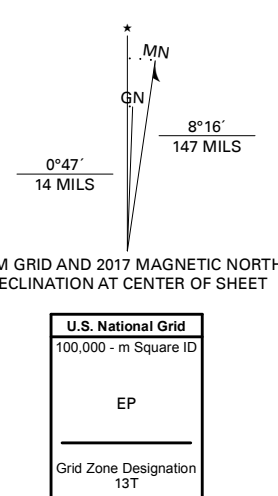 ★
MN
GN
8°16´
147 MILS
0°47´
14 MILS
M GRID AND 2017 MAGNETIC NORTH
ECLINATION AT CENTER OF SHEET
U.S. National Grid
100,000 - m Square ID
EP
Grid Zone Designation
13T